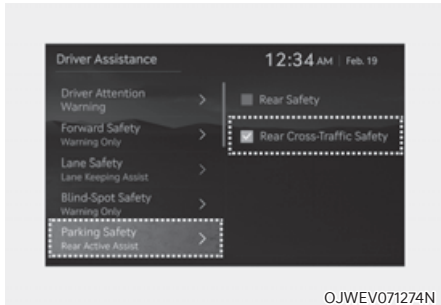 Driver Assistance
12:34 AM Feb. 19
Driver Attention
Warning
Rear Safety
Forward Safety
Warning Only
Rear Cross-Traffic Safety
Lane Safety
Lane Keeping Assist
Blind-Spot Safety
Warning Only
Parking Safety
Rear Active Assist
OJWEV071274N